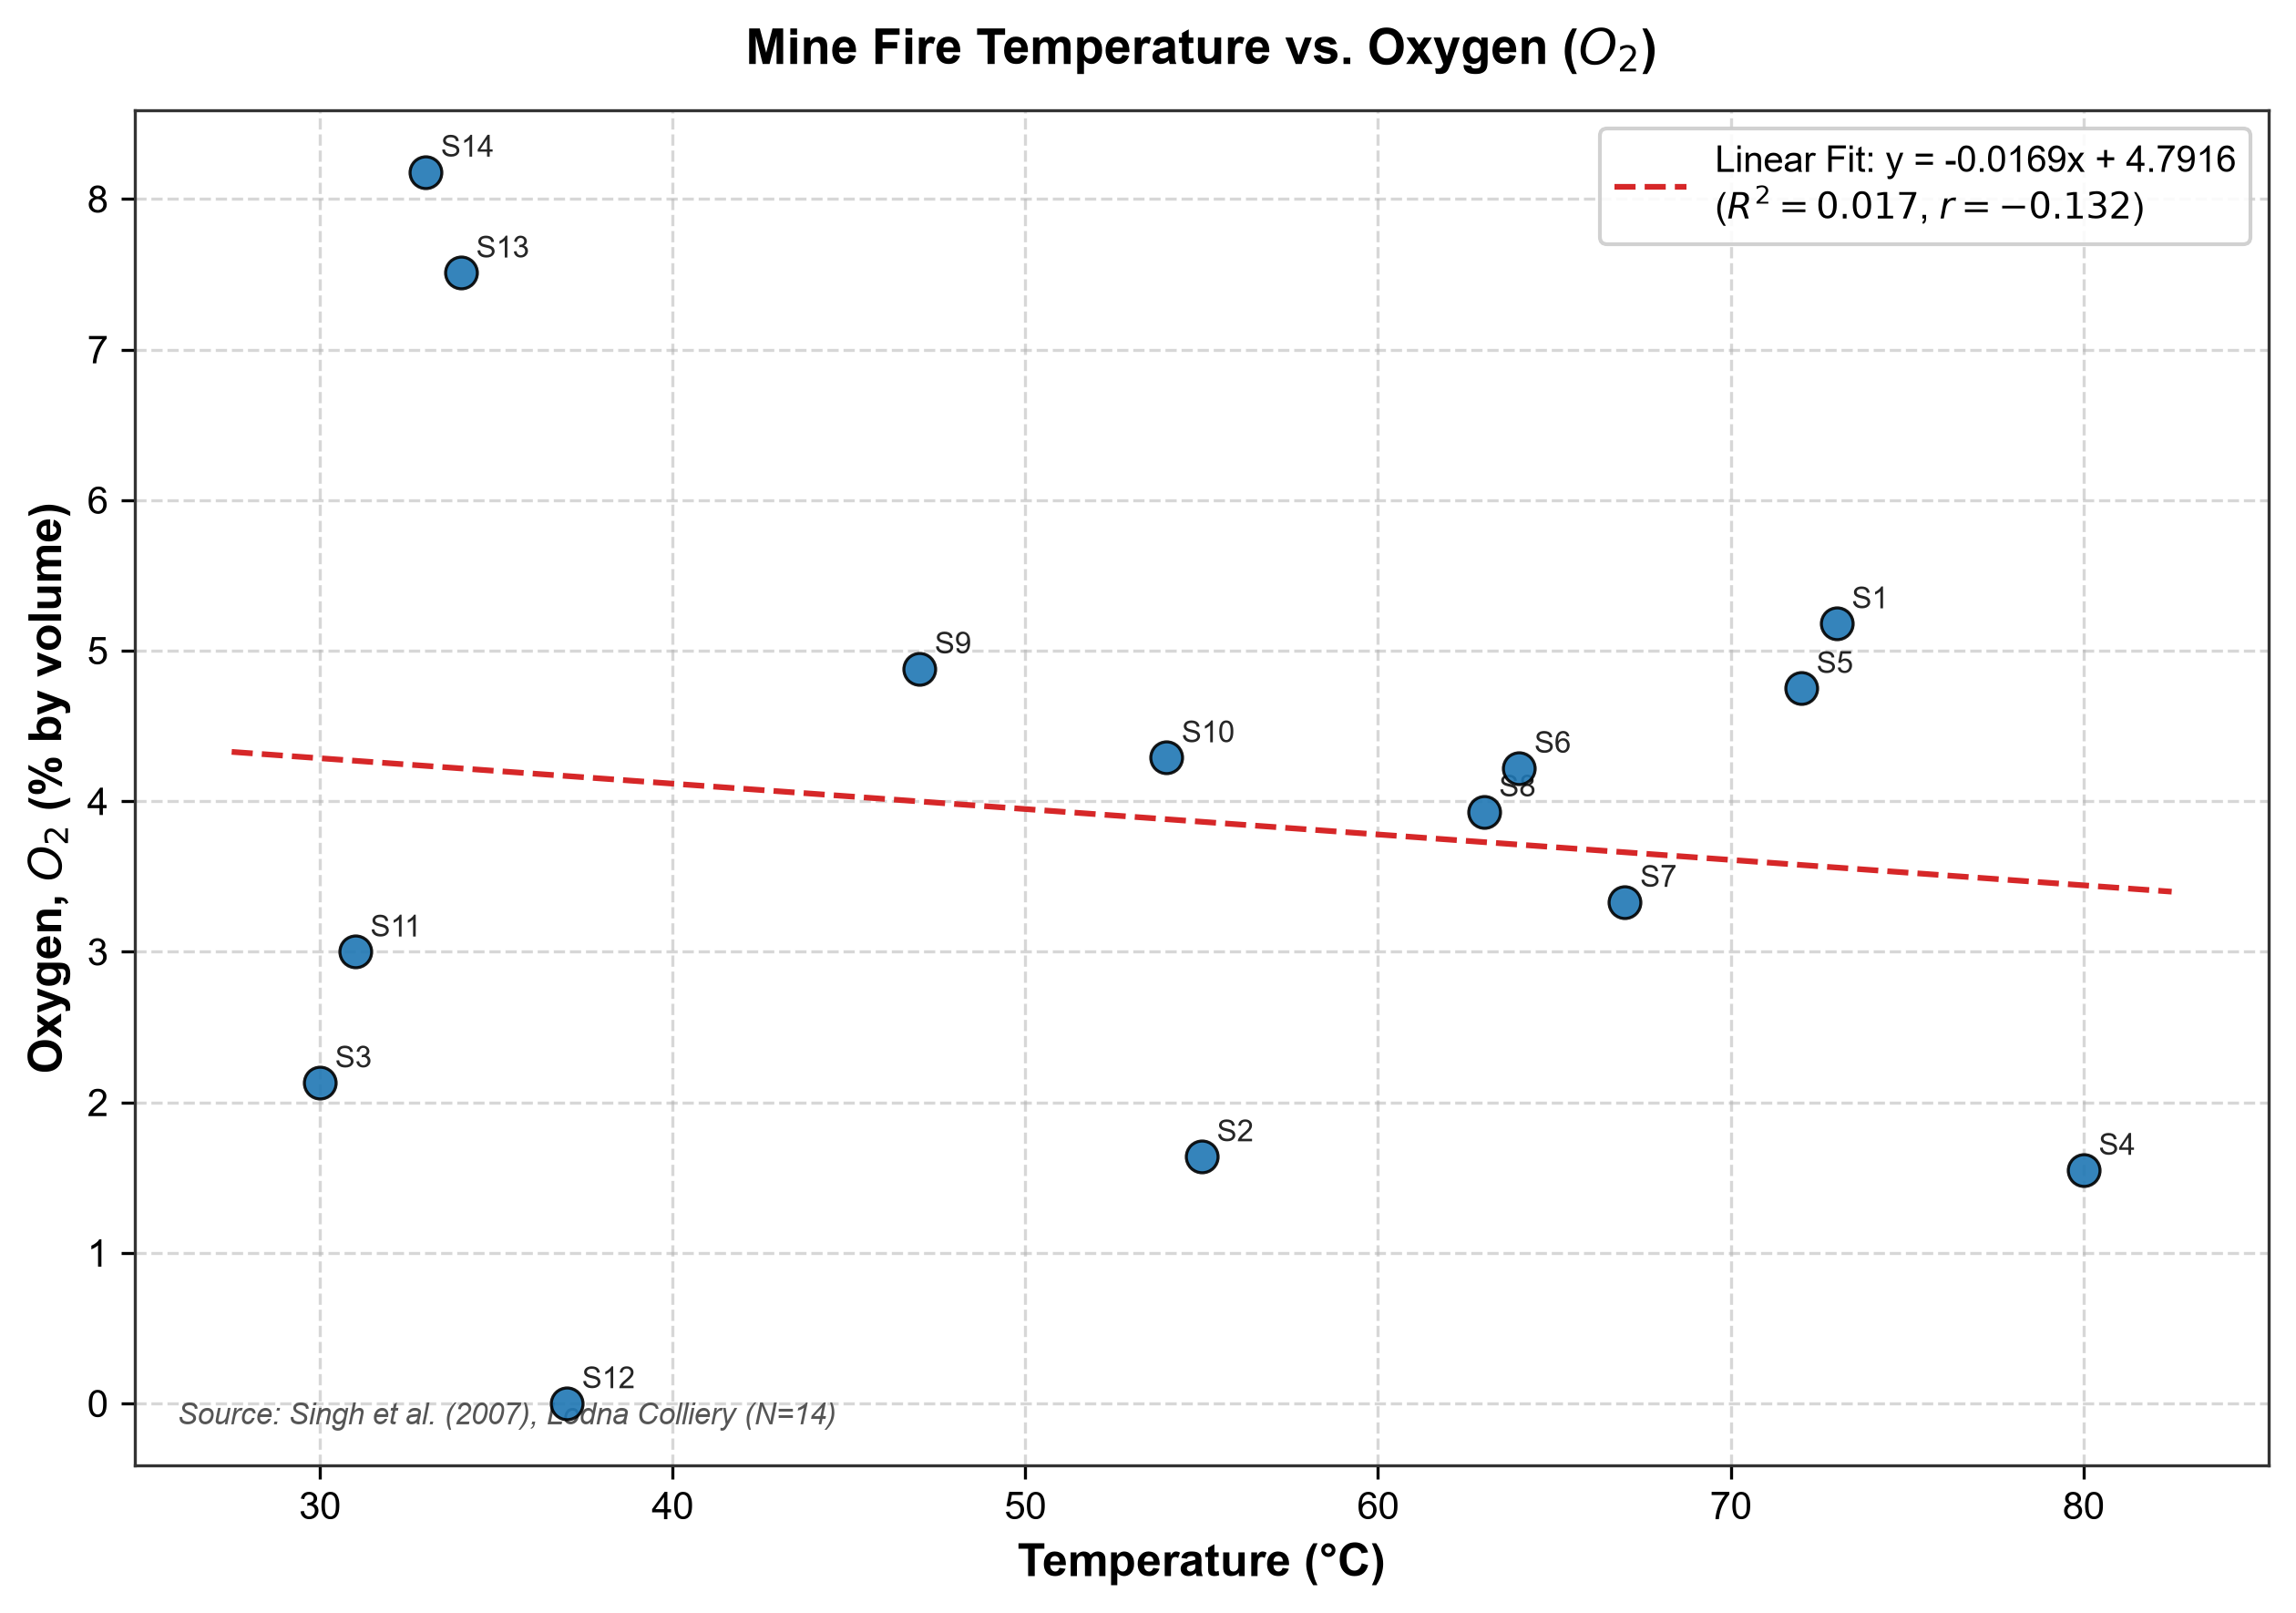 Mine Fire Temperature vs. Oxygen (O₂)
Linear Fit: y = -0.0169x + 4.7916
(R² = 0.017, r = −0.132)
S14
8
S13
7
6
S1
S9
5
S5
S10
S6
S8
4
S7
S11
3
S3
2
S2
S4
1
S12
0
Source: Singh et al. (2007), Lodna Colliery (N=14)
Oxygen, O₂ (% by volume)
30 40 50 60 70 80
Temperature (°C)